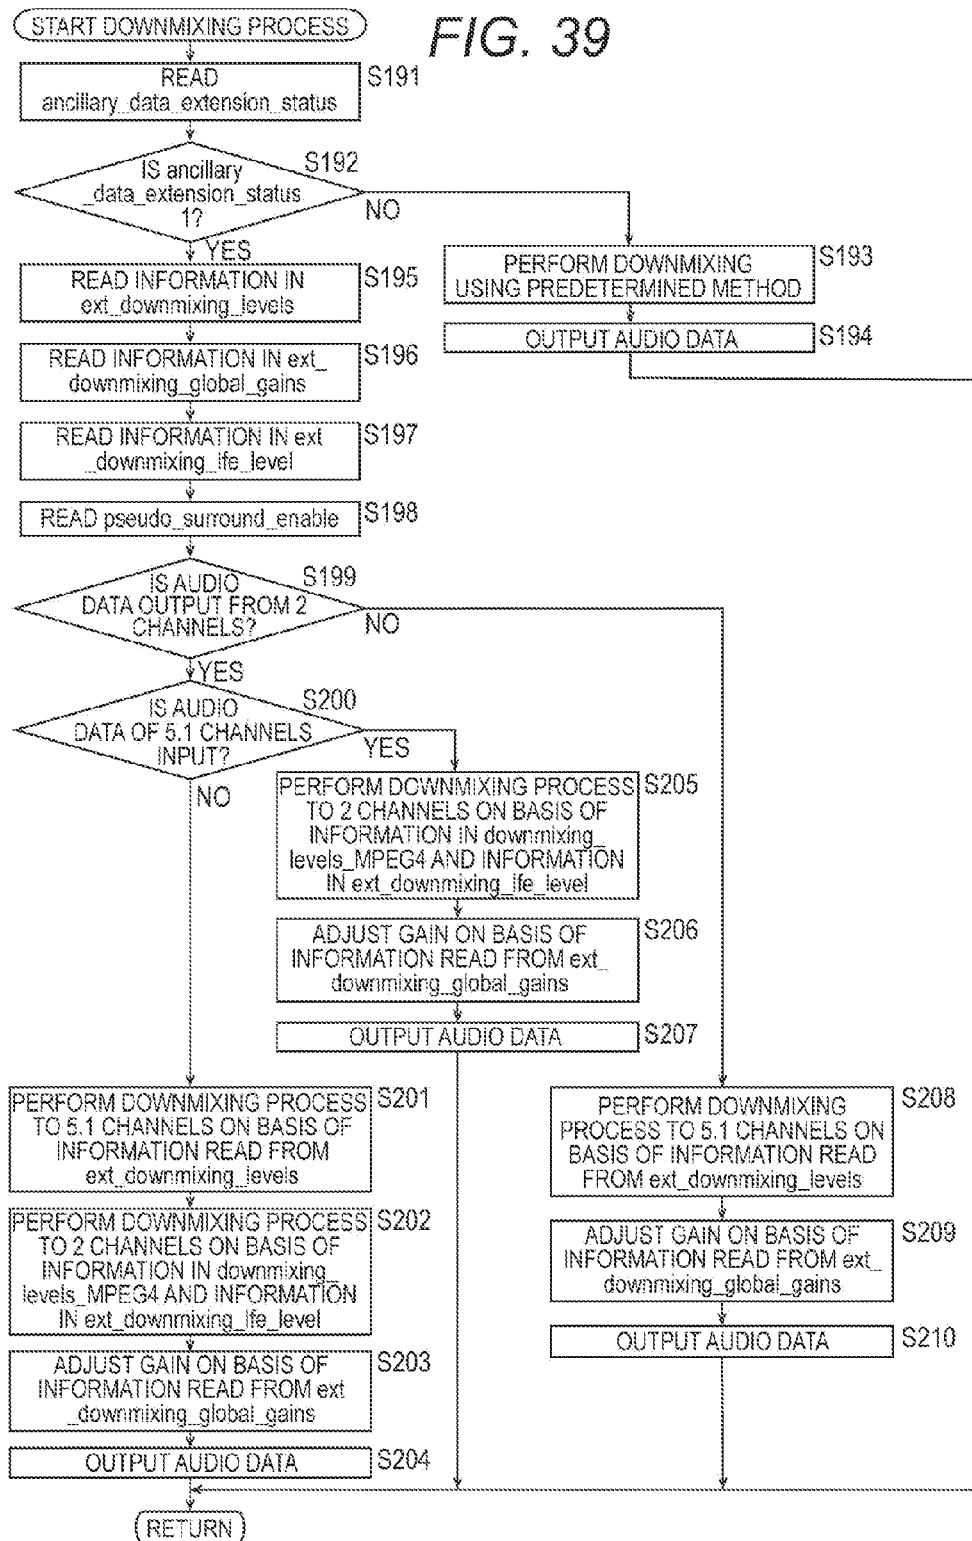 START DOWNMIXING PROCESS
FIG. 39
READ
ancillary_data_extension_status
S191
IS ancillary
_data_extension_status
1?
S192
NO
YES
PERFORM DOWNMIXING
USING PREDETERMINED METHOD
S193
OUTPUT AUDIO DATA
S194
READ INFORMATION IN
ext_downmixing_levels
S195
READ INFORMATION IN ext_
downmixing_global_gains
S196
READ INFORMATION IN ext
_downmixing_lfe_level
S197
READ pseudo_surround_enable
S198
IS AUDIO
DATA OUTPUT FROM 2
CHANNELS?
S199
NO
YES
IS AUDIO
DATA OF 5.1 CHANNELS
INPUT?
S200
YES
NO
PERFORM DOWNMIXING PROCESS
TO 2 CHANNELS ON BASIS OF
INFORMATION IN downmixing_
levels_MPEG4 AND INFORMATION
IN ext_downmixing_lfe_level
S205
ADJUST GAIN ON BASIS OF
INFORMATION READ FROM ext_
downmixing_global_gains
S206
OUTPUT AUDIO DATA
S207
PERFORM DOWNMIXING PROCESS
TO 5.1 CHANNELS ON BASIS OF
INFORMATION READ FROM
ext_downmixing_levels
S201
PERFORM DOWNMIXING PROCESS
TO 2 CHANNELS ON BASIS OF
INFORMATION IN downmixing_
levels_MPEG4 AND INFORMATION
IN ext_downmixing_lfe_level
S202
ADJUST GAIN ON BASIS OF
INFORMATION READ FROM ext
_downmixing_global_gains
S203
OUTPUT AUDIO DATA
S204
PERFORM DOWNMIXING
PROCESS TO 5.1 CHANNELS ON
BASIS OF INFORMATION READ
FROM ext_downmixing_levels
S208
ADJUST GAIN ON BASIS OF
INFORMATION READ FROM ext_
downmixing_global_gains
S209
OUTPUT AUDIO DATA
S210
RETURN